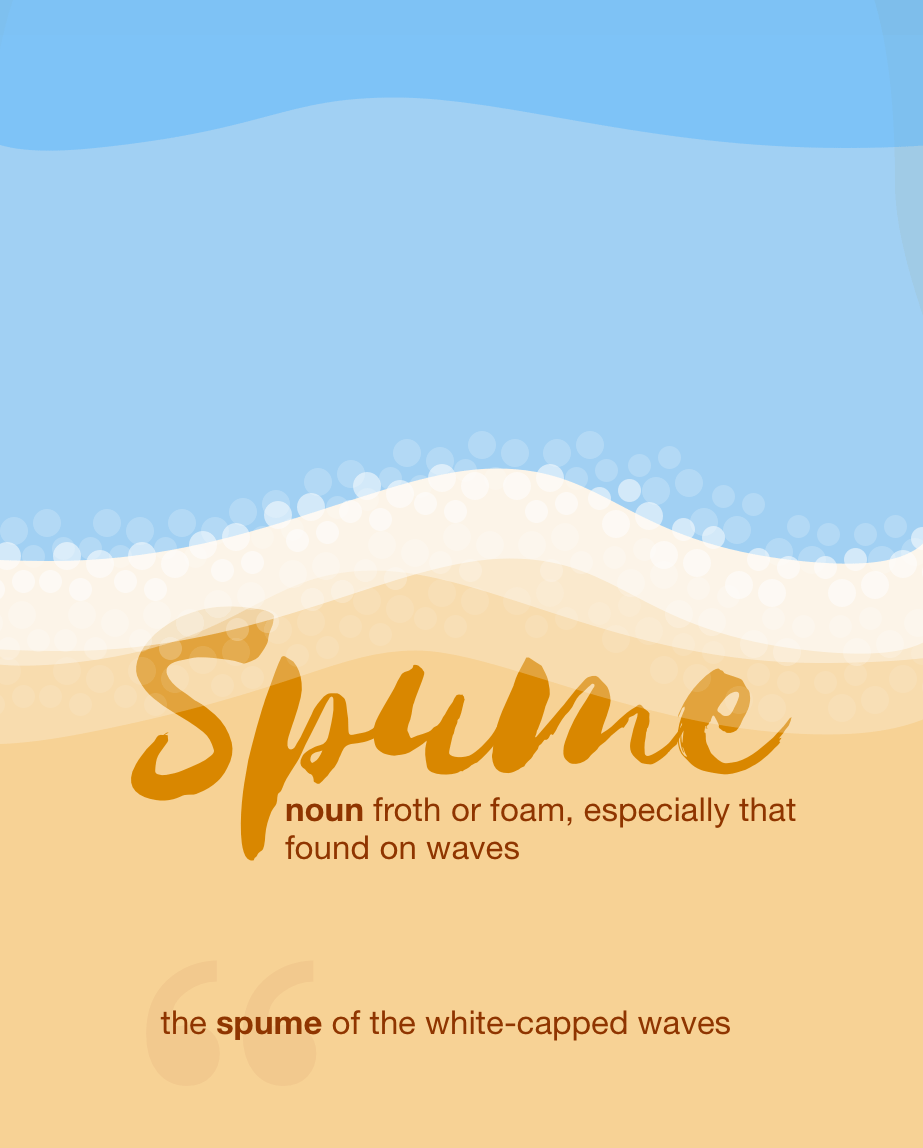 Spume
noun froth or foam, especially that
found on waves
the spume of the white-capped waves